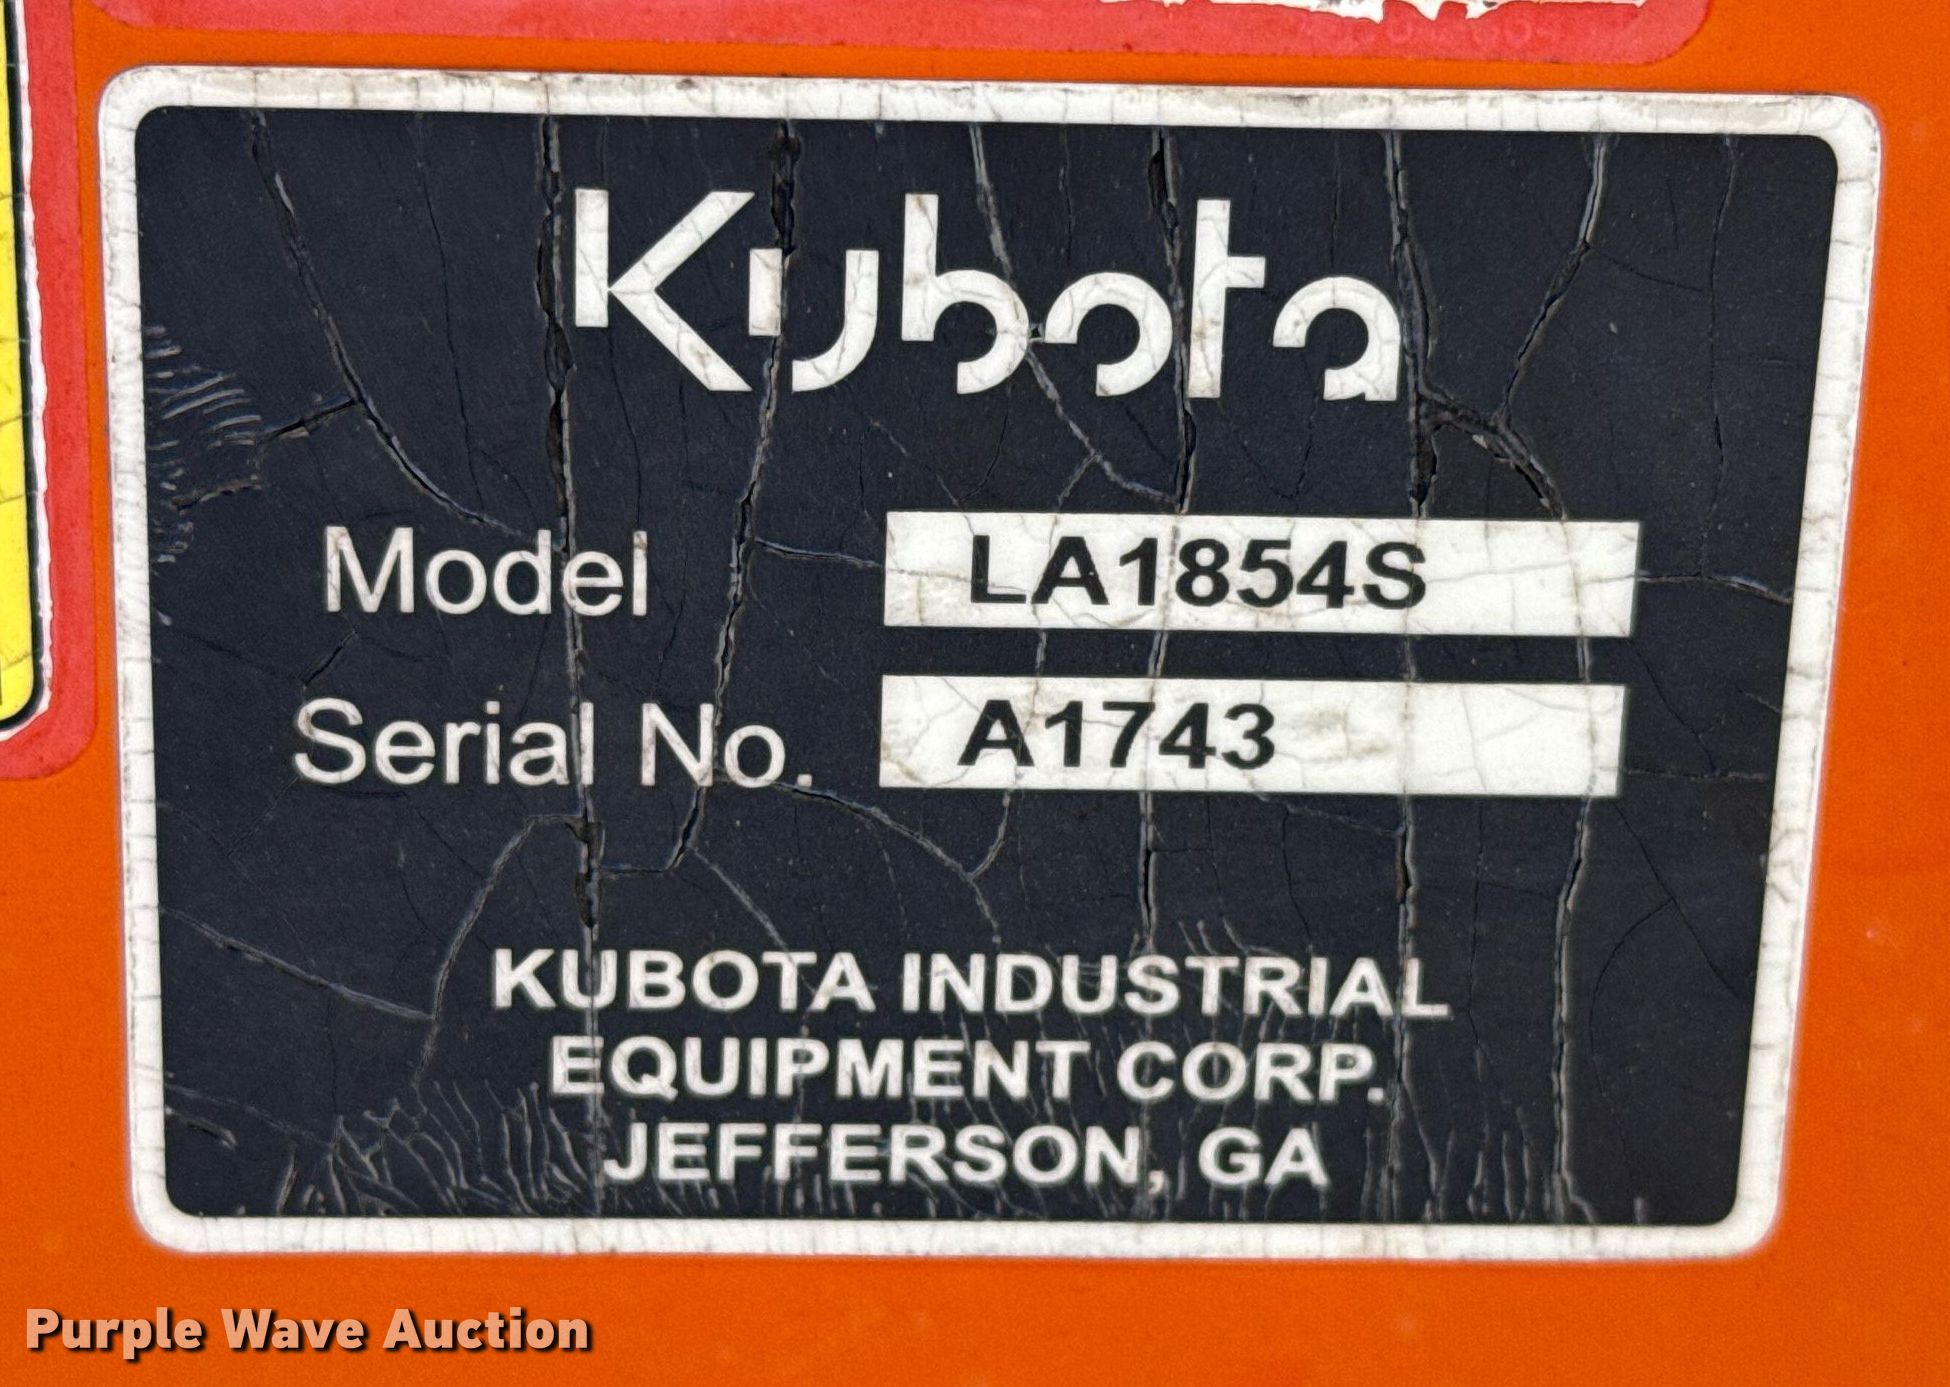 Kubota
Model LA1854S
Serial No. A1743
KUBOTA INDUSTRIAL
EQUIPMENT CORP.
JEFFERSON, GA
Purple Wave Auction